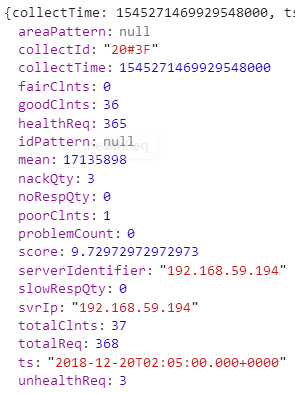 {collectTime: 1545271469929548000, ts
areaPattern: null
collectId: "20#3F"
collectTime: 1545271469929548000
fairClnts: 0
goodClnts: 36
healthReq: 365
idPattern: null
mean: 17135898
nackQty: 3
noRespQty: 0
poorClnts: 1
problemCount: 0
score: 9.72972972972973
serverIdentifier: "192.168.59.194"
slowRespQty: 0
svrIp: "192.168.59.194"
totalClnts: 37
totalReq: 368
ts: "2018-12-20T02:05:00.000+0000"
unhealthReq: 3